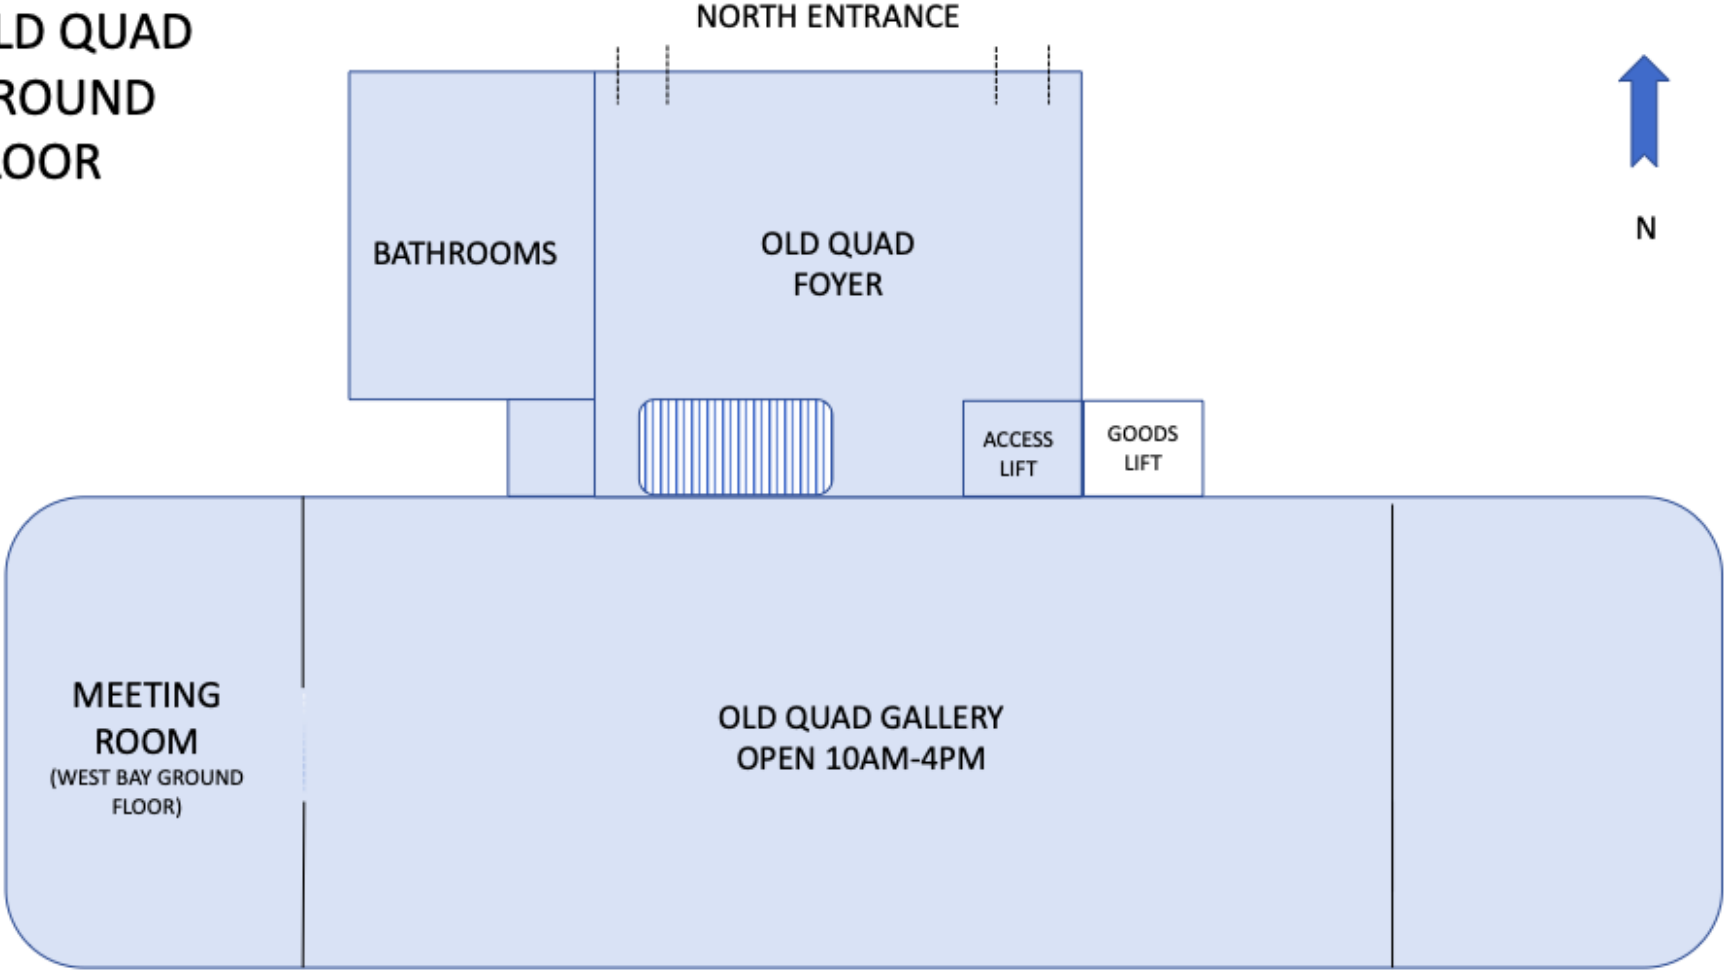 LD QUAD
ROUND
LOOR
NORTH ENTRANCE
N
BATHROOMS
OLD QUAD
FOYER
ACCESS
LIFT
GOODS
LIFT
MEETING
ROOM
(WEST BAY GROUND
FLOOR)
OLD QUAD GALLERY
OPEN 10AM-4PM